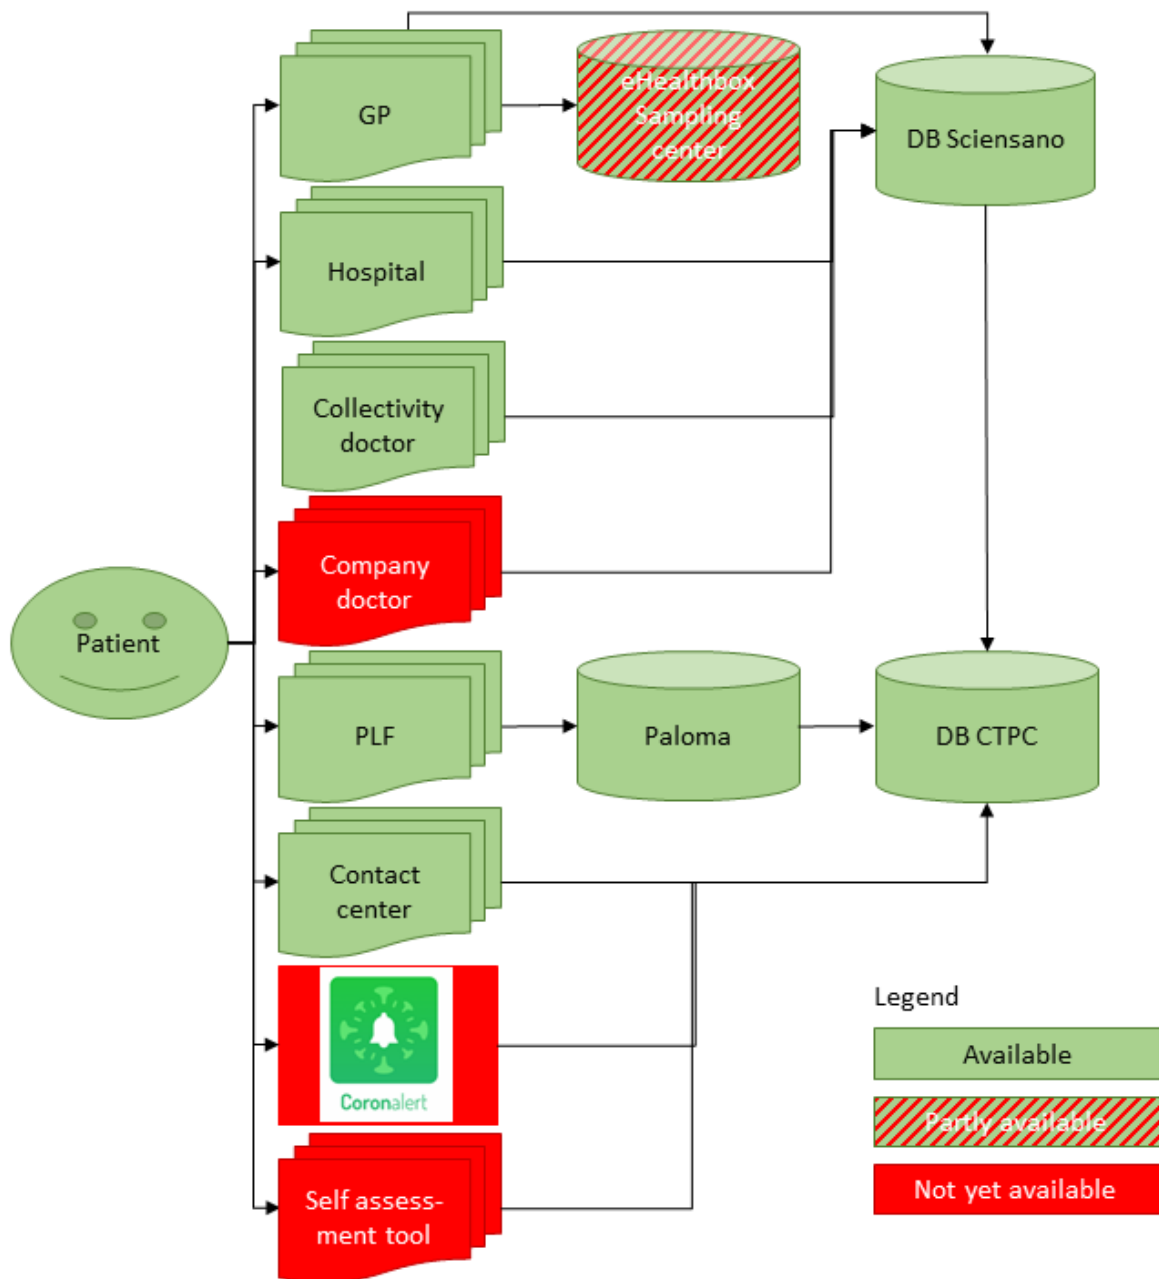 GP
eHealthbox
Sampling
center
DB Sciensano
Hospital
Collectivity
doctor
Company
doctor
Patient
PLF
Paloma
DB CTPC
Contact
center
Coronalert
Self assess-
ment tool
Legend
Available
Partly available
Not yet available